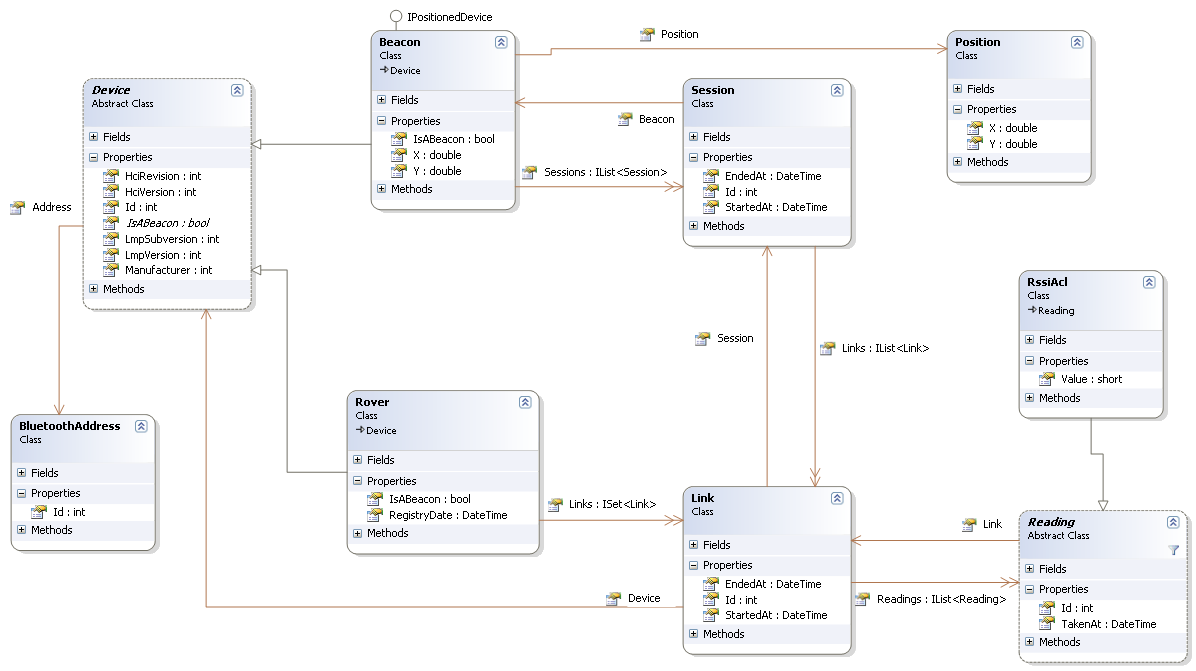 IPositionedDevice
Beacon
Class
Device
Fields
Properties
IsABeacon : bool
X : double
Y : double
Methods
Position
Position
Class
Fields
Properties
X : double
Y : double
Methods
Device
Abstract Class
Fields
Properties
HciRevision : int
HciVersion : int
Id : int
IsABeacon : bool
LmpSubversion : int
LmpVersion : int
Manufacturer : int
Methods
Session
Class
Fields
Properties
EndedAt : DateTime
Id : int
StartedAt : DateTime
Methods
Beacon
Sessions : IList<Session>
Address
RssiAcl
Class
Reading
Fields
Properties
Value : short
Methods
Session
Links : IList<Link>
BluetoothAddress
Class
Fields
Properties
Id : int
Methods
Rover
Class
Device
Fields
Properties
IsABeacon : bool
RegistryDate : DateTime
Methods
Links : ISet<Link>
Link
Class
Fields
Properties
EndedAt : DateTime
Id : int
StartedAt : DateTime
Methods
Link
Readings : IList<Reading>
Device
Reading
Abstract Class
Fields
Properties
Id : int
TakenAt : DateTime
Methods